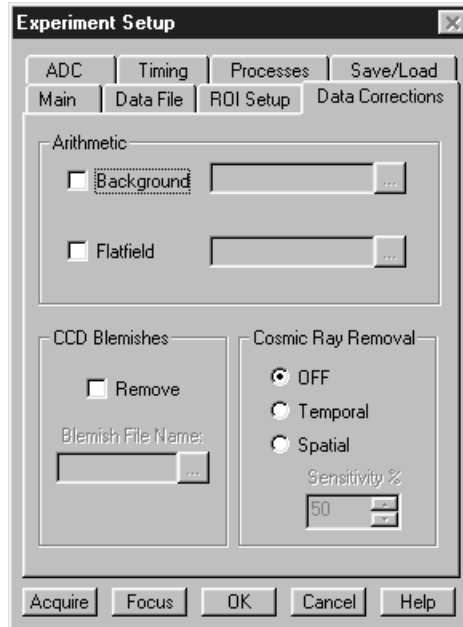 Experiment Setup
ADC Timing Processes Save/Load
Main Data File ROI Setup Data Corrections
Arithmetic
Background ...
Flatfield ...
CCD Blemishes
Remove
Blemish File Name:
...
Cosmic Ray Removal
OFF
Temporal
Spatial
Sensitivity %
50
Acquire Focus OK Cancel Help